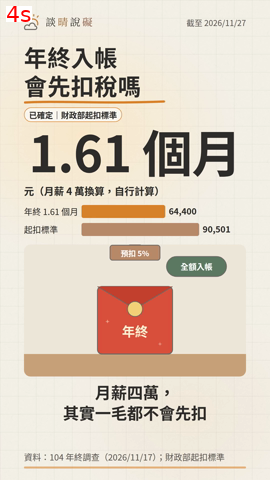 4s
談晴說礙
截至 2026/11/27
年終入帳
會先扣稅嗎
已確定｜財政部起扣標準
1.61 個月
元（月薪 4 萬換算，自行計算）
年終 1.61 個月 64,400
起扣標準 90,501
預扣 5%
全額入帳
年終
月薪四萬，
其實一毛都不會先扣
資料：104 年終調查（2026/11/17）；財政部起扣標準